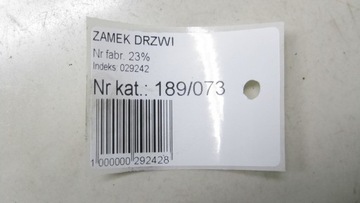 ZAMEK DRZWI
Nr fabr. 23%
Indeks: 029242
Nr kat.: 189/073
1 000000 292428